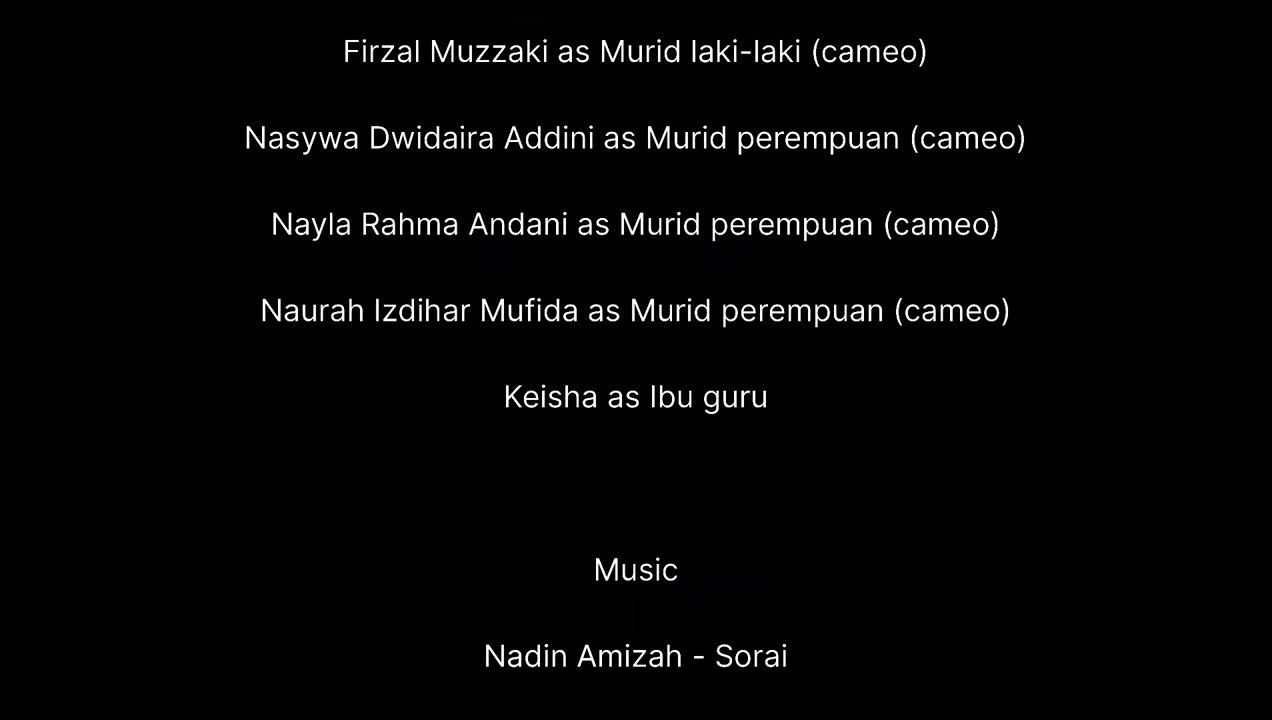 Firzal Muzzaki as Murid laki-laki (cameo)
Nasywa Dwidaira Addini as Murid perempuan (cameo)
Nayla Rahma Andani as Murid perempuan (cameo)
Naurah Izdihar Mufida as Murid perempuan (cameo)
Keisha as Ibu guru
Music
Nadin Amizah - Sorai